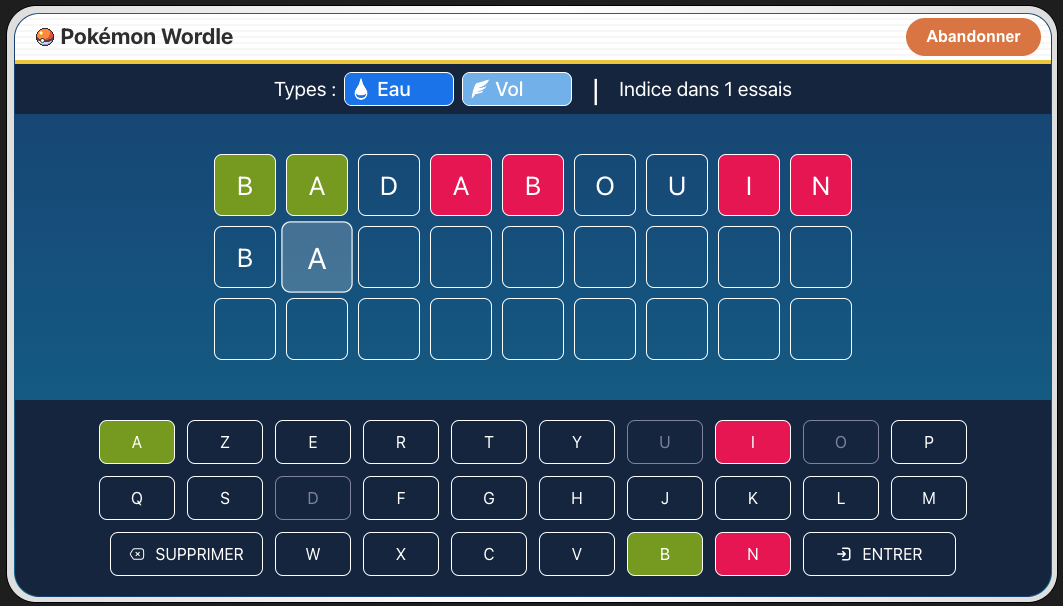 Pokémon Wordle
Abandonner
Types : Eau Vol | Indice dans 1 essais
B A D A B O U I N
B A
A Z E R T Y U I O P
Q S D F G H J K L M
SUPPRIMER W X C V B N ENTRER